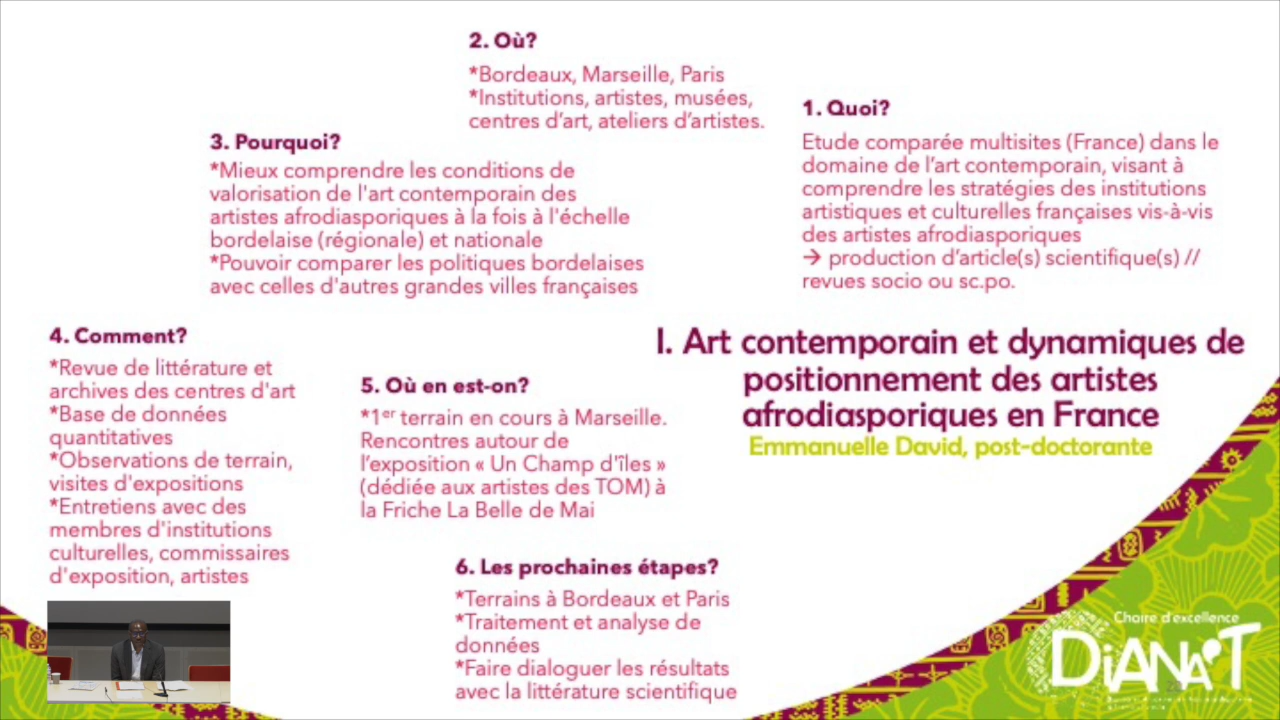 2. Où?
*Bordeaux, Marseille, Paris
*Institutions, artistes, musées,
centres d'art, ateliers d'artistes.
1. Quoi?
Etude comparée multisites (France) dans le
domaine de l'art contemporain, visant à
comprendre les stratégies des institutions
artistiques et culturelles françaises vis-à-vis
des artistes afrodiasporiques
→ production d'article(s) scientifique(s) //
revues socio ou sc.po.
3. Pourquoi?
*Mieux comprendre les conditions de
valorisation de l'art contemporain des
artistes afrodiasporiques à la fois à l'échelle
bordelaise (régionale) et nationale
*Pouvoir comparer les politiques bordelaises
avec celles d'autres grandes villes françaises
I. Art contemporain et dynamiques de
positionnement des artistes
afrodiasporiques en France
Emmanuelle David, post-doctorante
4. Comment?
*Revue de littérature et
archives des centres d'art
*Base de données
quantitatives
*Observations de terrain,
visites d'expositions
*Entretiens avec des
membres d'institutions
culturelles, commissaires
d'exposition, artistes
5. Où en est-on?
*1er terrain en cours à Marseille.
Rencontres autour de
l'exposition « Un Champ d'îles »
(dédiée aux artistes des TOM) à
la Friche La Belle de Mai
6. Les prochaines étapes?
*Terrains à Bordeaux et Paris
*Traitement et analyse de
données
*Faire dialoguer les résultats
avec la littérature scientifique
Chaire d'excellence
DiANA'T